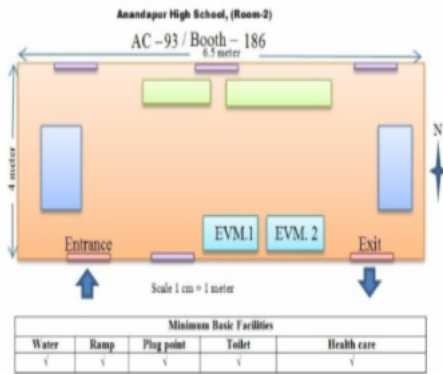 Anandapur High School, (Room-2)
AC -93 / Booth - 186
6.5 meter
4 meter
N
EVM.1 EVM. 2
Entrance Exit
Scale 1 cm = 1 meter
Minimum Basic Facilities
Water Ramp Plug point Toilet Health care
√ √ √ √ √